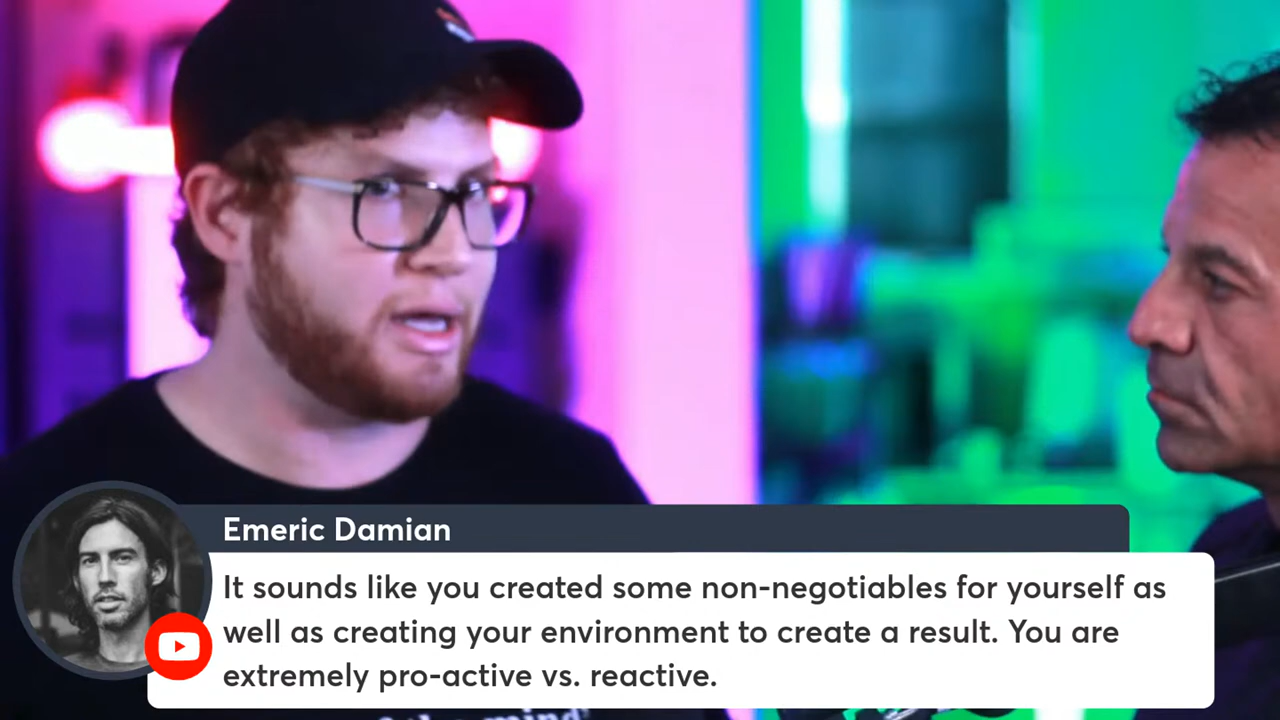 Emeric Damian
It sounds like you created some non-negotiables for yourself as
well as creating your environment to create a result. You are
extremely pro-active vs. reactive.